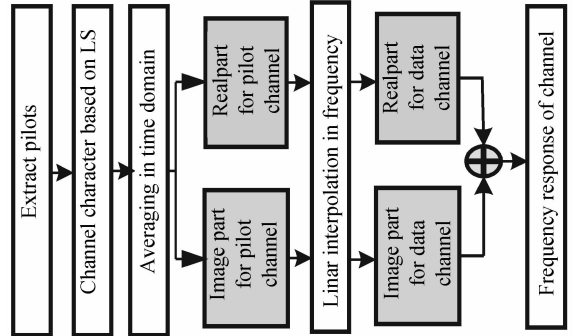 Extract pilots
Channel character based on LS
Averaging in time domain
Realpart
for pilot
channel
Image part
for pilot
channel
Linar interpolation in frequency
Realpart
for data
channel
Image part
for data
channel
Frequency response of channel